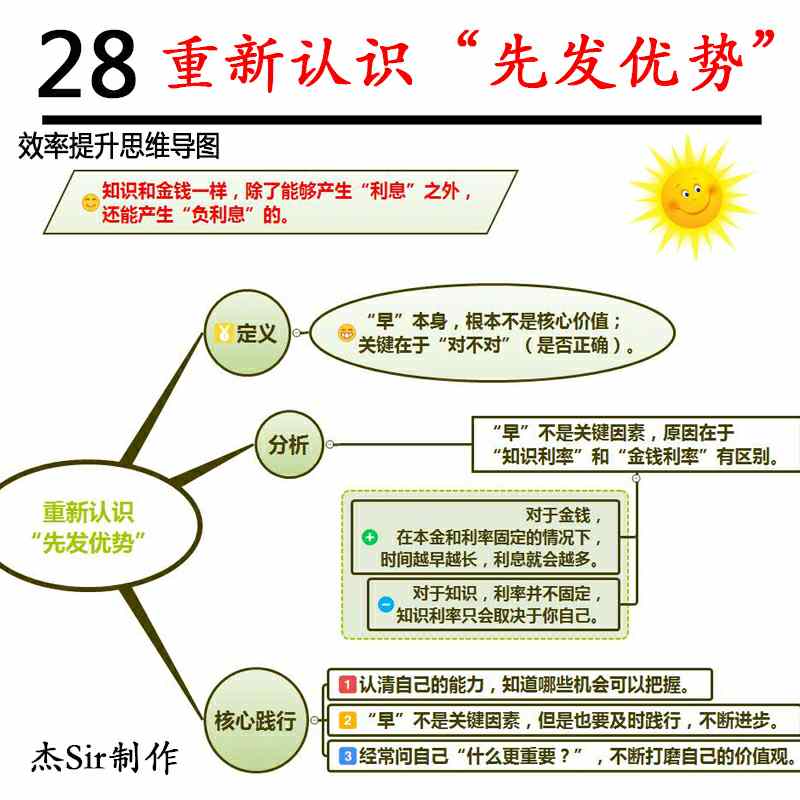 28 重新认识“先发优势”
效率提升思维导图
知识和金钱一样，除了能够产生“利息”之外，
还能产生“负利息”的。
定义
“早”本身，根本不是核心价值；
关键在于“对不对”（是否正确）。
分析
“早”不是关键因素，原因在于
“知识利率”和“金钱利率”有区别。
对于金钱，
在本金和利率固定的情况下，
时间越早越长，利息就会越多。
对于知识，利率并不固定，
知识利率只会取决于你自己。
重新认识
“先发优势”
核心践行
1 认清自己的能力，知道哪些机会可以把握。
2 “早”不是关键因素，但是也要及时践行，不断进步。
3 经常问自己“什么更重要？”，不断打磨自己的价值观。
杰Sir制作